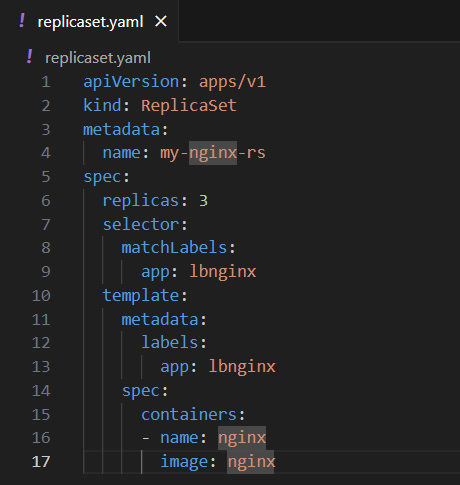 ! replicaset.yaml ×
! replicaset.yaml
1 apiVersion: apps/v1
2 kind: ReplicaSet
3 metadata:
4   name: my-nginx-rs
5 spec:
6   replicas: 3
7   selector:
8     matchLabels:
9       app: lbnginx
10   template:
11     metadata:
12       labels:
13         app: lbnginx
14     spec:
15       containers:
16       - name: nginx
17         image: nginx